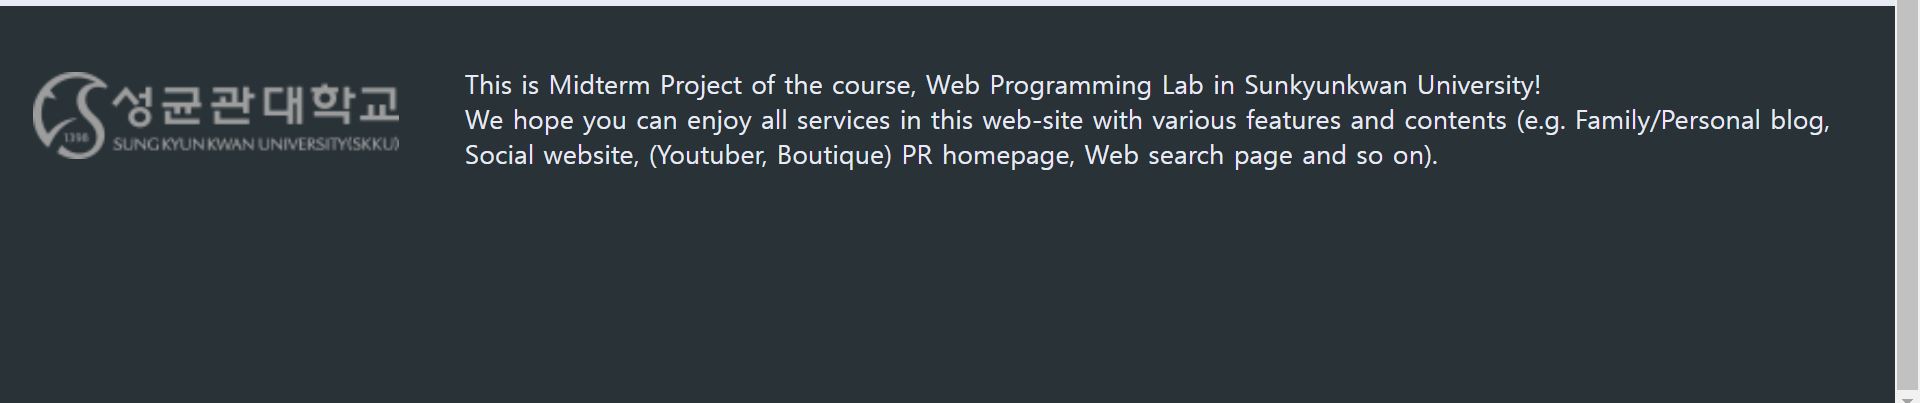 성균관대학교
1398
SUNG KYUN KWAN UNIVERSITY(SKKU)
This is Midterm Project of the course, Web Programming Lab in Sunkyunkwan University!
We hope you can enjoy all services in this web-site with various features and contents (e.g. Family/Personal blog,
Social website, (Youtuber, Boutique) PR homepage, Web search page and so on).